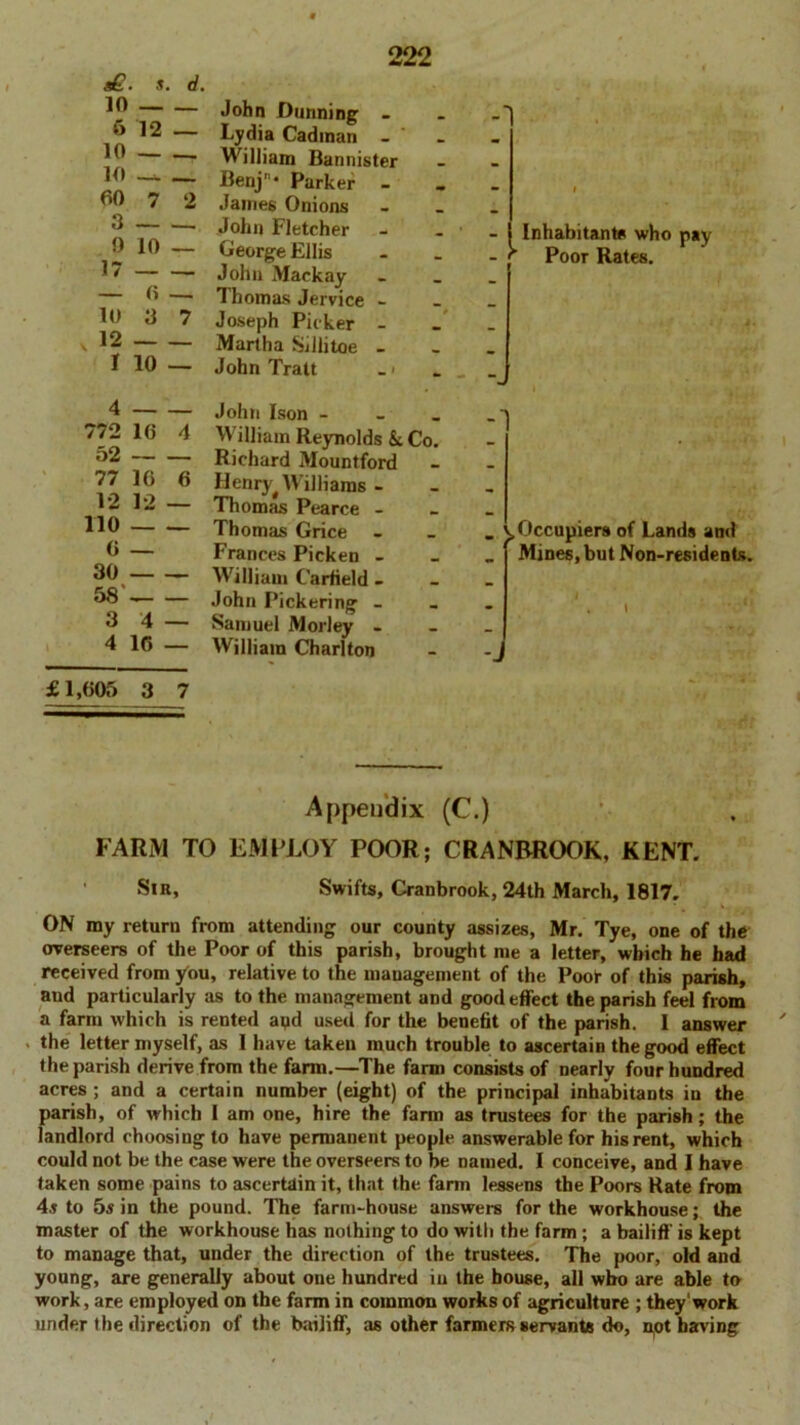 222
£. s. d.
10 — — John Dunning - - -
5 12 — Lydia Cadman - - -
10 — — William Bannister - -
10 — — Benjn. Parker - - -
60 7 2 James Onions - - -
3 — — John Fletcher - - - Inhabitants who pay
9 10 — George Ellis - - - Poor Rates.
17 — — John Mackay - - -
— 6 — Thomas Jervice - - -
10 3 7 Joseph Picker - - -
12 — — Martha Sillitoe - - -
1 10 — John Tratt - - -
4 — — John Ison - - - -
772 16 4 William Reynolds & Co. -
52 — — Richard Mountford - -
77 16 6 Henry Williams - - -
12 12 — Thomas Pearce - - -
110 — — Thomas Grice - - - Occupiers of Lands and
6 — Frances Picken - - - Mines, but Non-residents.
30 — — William Carfield - - -
58 — — John Pickering - - -
3 4 — Samuel Morley - - -
4 16 — William Charlton - -
£1,605 3 7
Appendix (C.)
FARM TO EMPLOY POOR; CRANBROOK, KENT.
SIR, Swifts, Cranbrook, 24th March, 1817.
ON my return from attending our county assizes, Mr. Tye, one of the
overseers of the Poor of this parish, brought me a letter, which he had
received from you, relative to the management of the Poor of this parish,
and particularly as to the management and good effect the parish feel from
a farm which is rented and used for the benefit of the parish. I answer
the letter myself, as I have taken much trouble to ascertain the good effect
the parish derive from the farm.—The farm consists of nearly four hundred
acres; and a certain number (eight) of the principal inhabitants in the
parish, of which I am one, hire the farm as trustees for the parish; the
landlord choosing to have permanent people answerable for his rent, which
could not be the case were the overseers to be named. I conceive, and I have
taken some pains to ascertain it, that the farm lessens the Poors Rate from
4s to 5s in the pound. The farm-house answers for the workhouse; the
master of the workhouse has nothing to do with the farm; a bailiff is kept
to manage that, under the direction of the trustees. The poor, old and
young, are generally about one hundred in the house, all who are able to
work, are employed on the farm in common works of agriculture; they work
under the direction of the bailiff, as other farmers servants do, not having